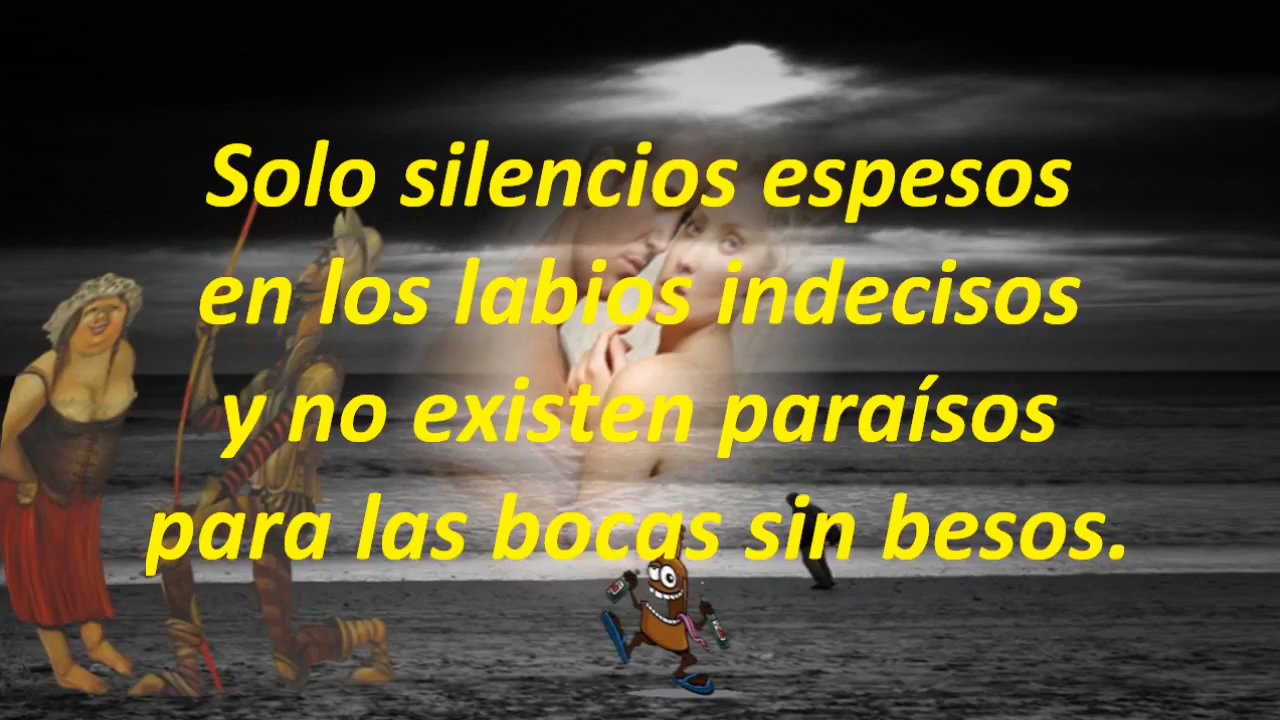 Solo silencios espesos
en los labios indecisos
y no existen paraísos
para las bocas sin besos.